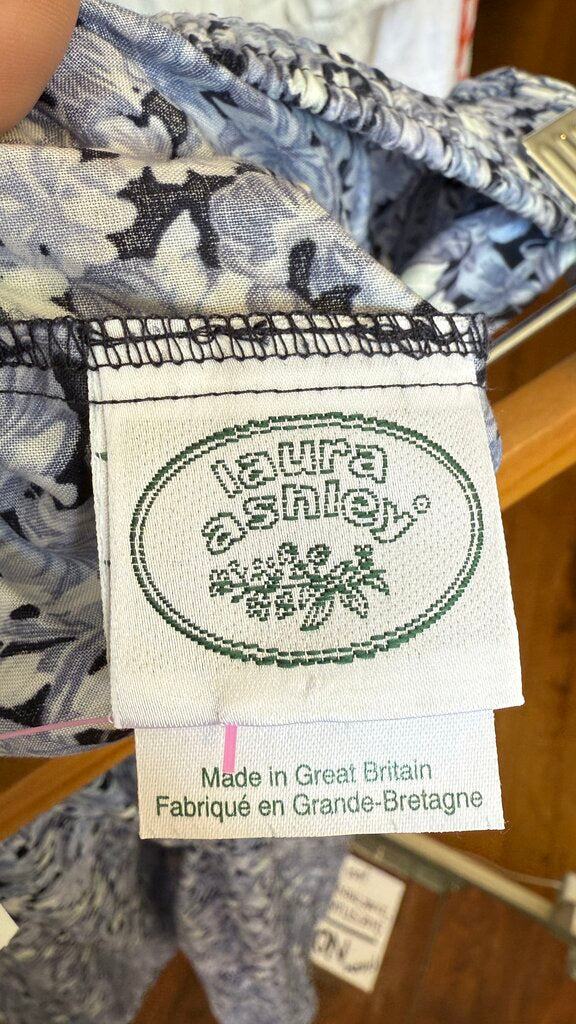 laura
ashley
Made in Great Britain
Fabriqué en Grande-Bretagne